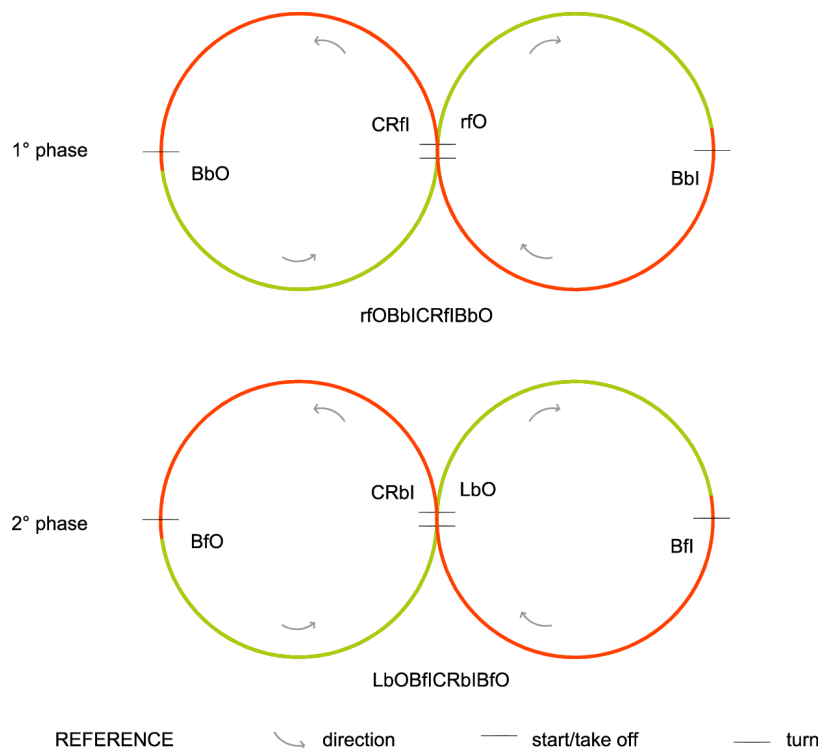 CRfI rfO
1° phase
BbO BbI
rfOBbICRfIBbO
CRbI LbO
2° phase
BfO BfI
LbOBfICRbIBfO
REFERENCE direction start/take off turn